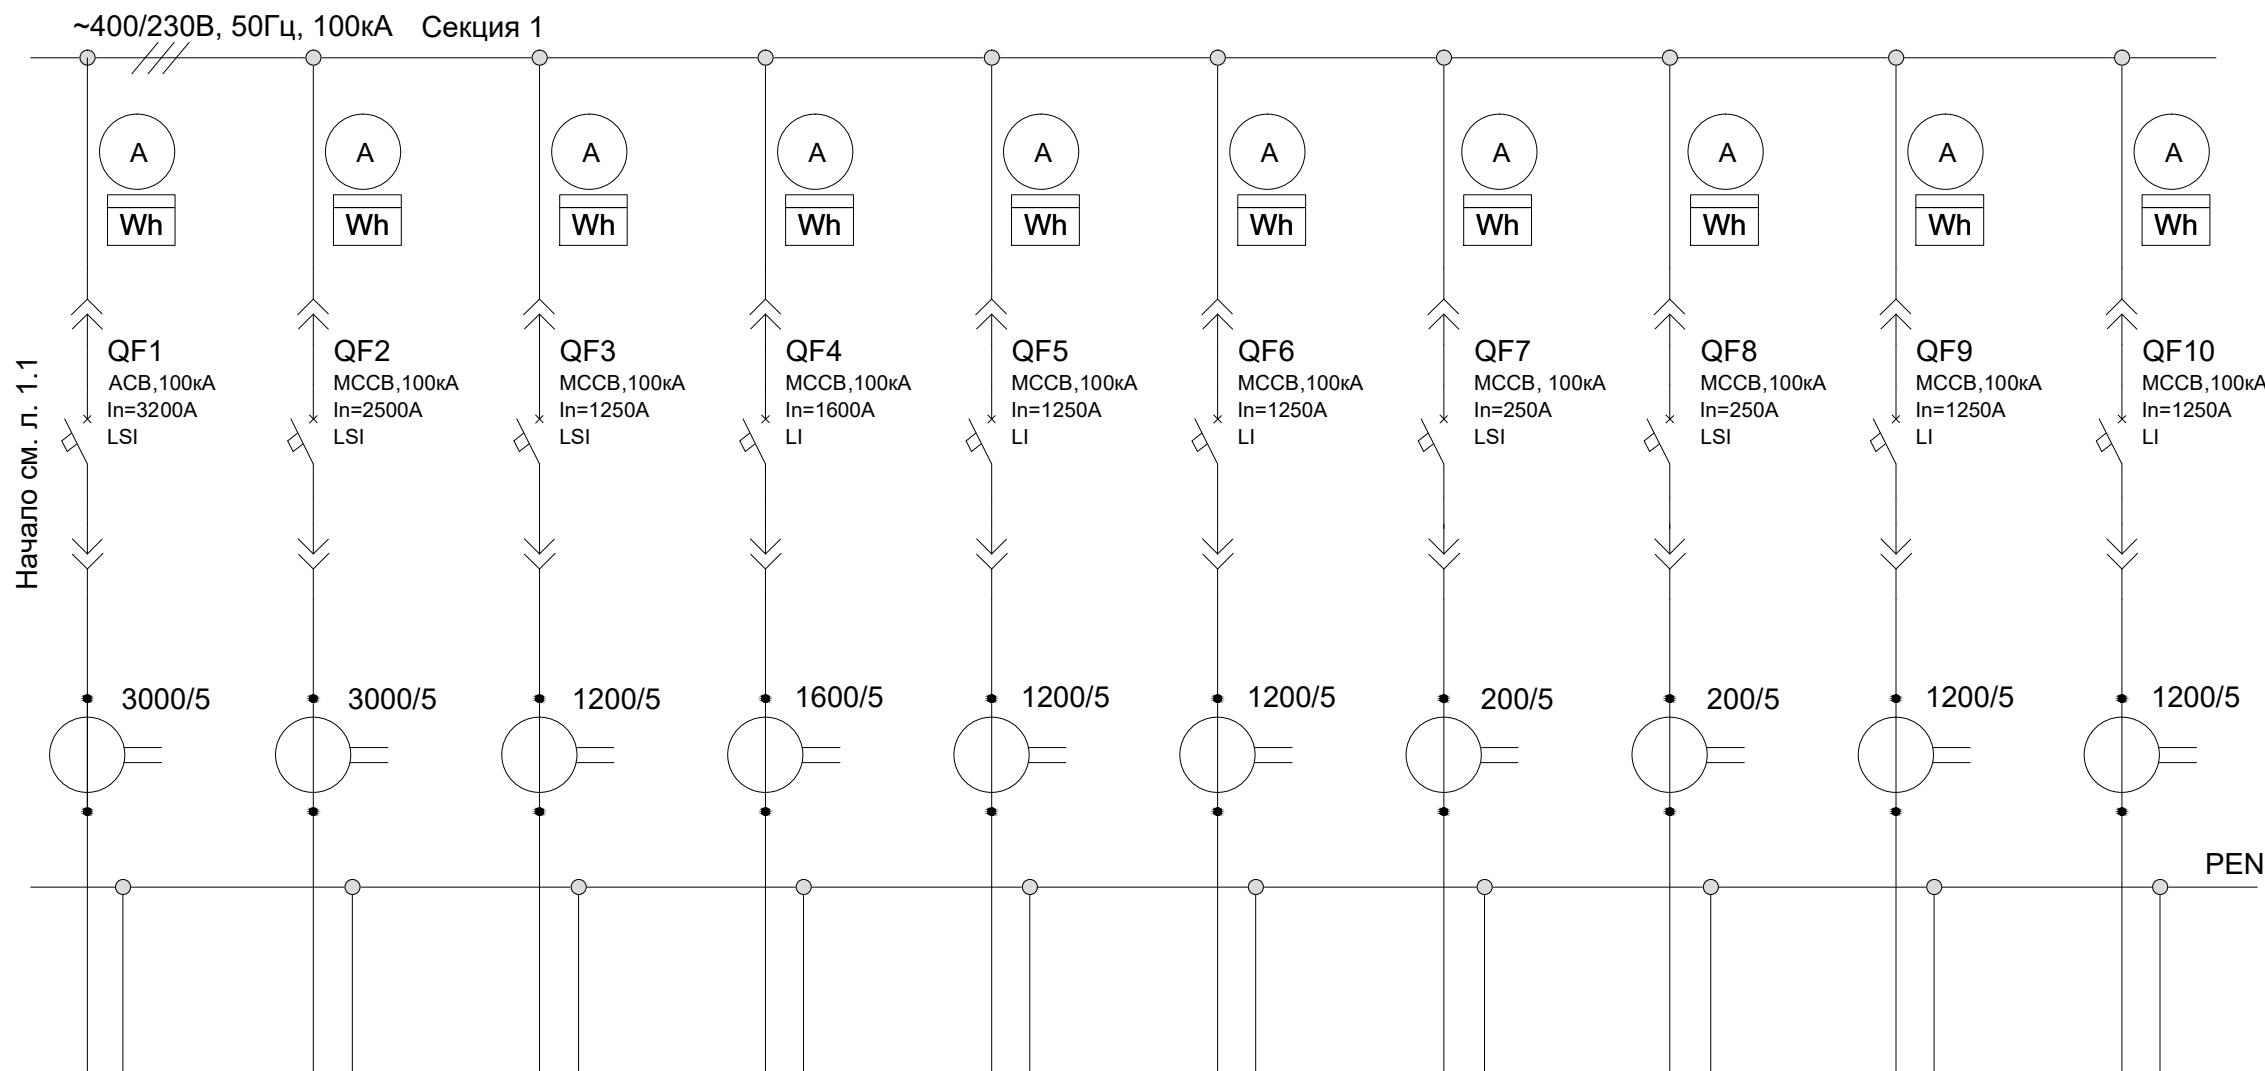 ~400/230В, 50Гц, 100кА Секция 1
A A A A A A A A A A
Wh Wh Wh Wh Wh Wh Wh Wh Wh Wh
Начало см. л. 1.1
QF1
ACB,100кА
In=3200A
LSI
QF2
MCCB,100кА
In=2500A
LSI
QF3
MCCB,100кА
In=1250A
LSI
QF4
MCCB,100кА
In=1600A
LI
QF5
MCCB,100кА
In=1250A
LI
QF6
MCCB,100кА
In=1250A
LI
QF7
MCCB, 100кА
In=250A
LSI
QF8
MCCB,100кА
In=250A
LSI
QF9
MCCB,100кА
In=1250A
LI
QF10
MCCB,100кА
In=1250A
LI
3000/5 3000/5 1200/5 1600/5 1200/5 1200/5 200/5 200/5 1200/5 1200/5
PEN